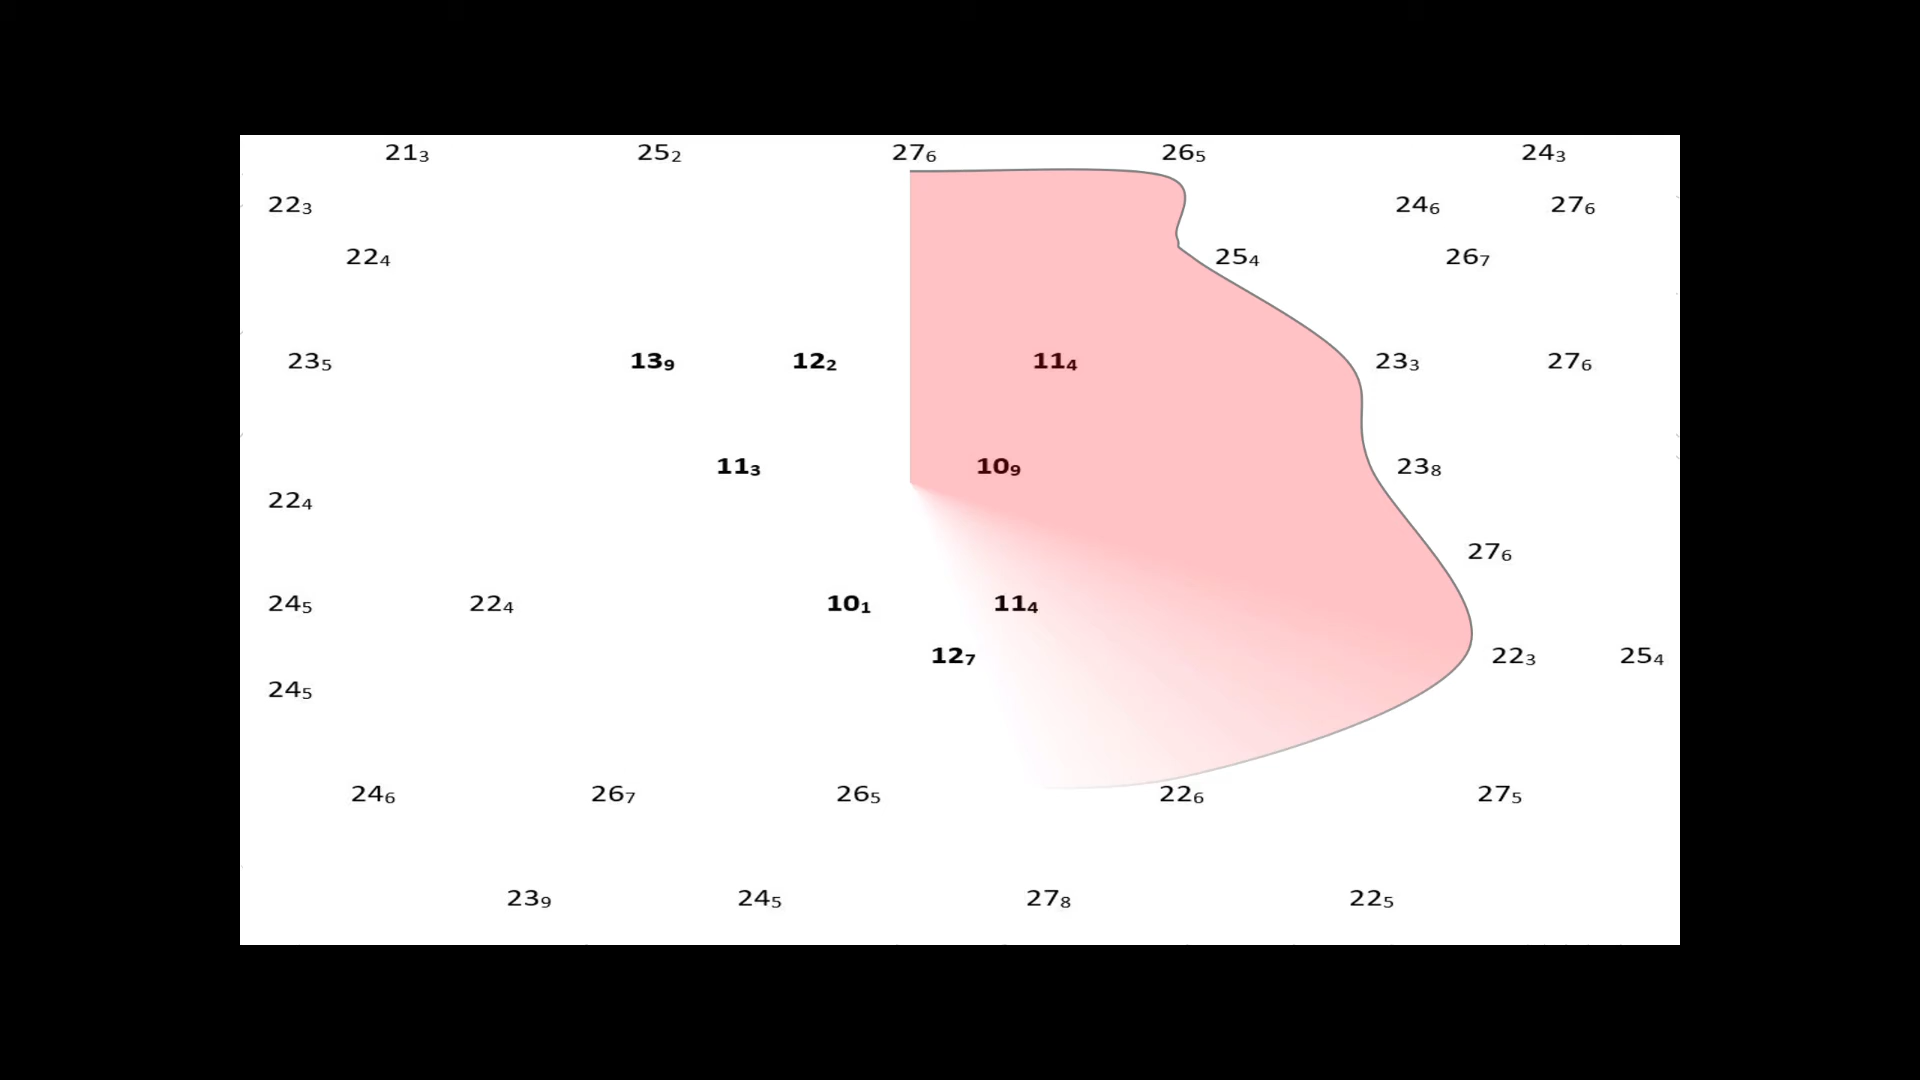 21₃ 25₂ 27₆ 26₅ 24₃
22₃ 24₆ 27₆
22₄ 25₄ 26₇
23₅ 13₉ 12₂ 11₄ 23₃ 27₆
11₃ 10₉ 23₈
22₄
27₆
24₅ 22₄ 10₁ 11₄
12₇ 22₃ 25₄
24₅
24₆ 26₇ 26₅ 22₆ 27₅
23₉ 24₅ 27₈ 22₅